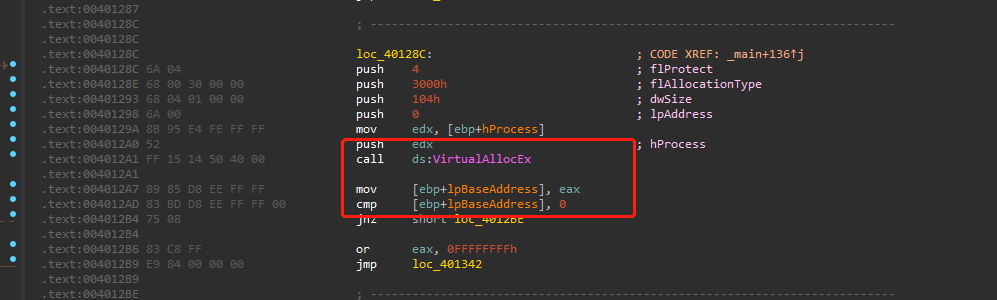 .text:00401287
.text:0040128C ; ---------------------------------------------------------------------------
.text:0040128C
.text:0040128C loc_40128C: ; CODE XREF: _main+136↑j
.text:0040128C 6A 04 push 4 ; flProtect
.text:0040128E 68 00 30 00 00 push 3000h ; flAllocationType
.text:00401293 68 04 01 00 00 push 104h ; dwSize
.text:00401298 6A 00 push 0 ; lpAddress
.text:0040129A 8B 95 E4 FE FF FF mov edx, [ebp+hProcess]
.text:004012A0 52 push edx ; hProcess
.text:004012A1 FF 15 14 50 40 00 call ds:VirtualAllocEx
.text:004012A1
.text:004012A7 89 85 D8 EE FF FF mov [ebp+lpBaseAddress], eax
.text:004012AD 83 BD D8 EE FF FF 00 cmp [ebp+lpBaseAddress], 0
.text:004012B4 75 08 jnz short loc_4012BE
.text:004012B4
.text:004012B6 83 C8 FF or eax, 0FFFFFFFFh
.text:004012B9 E9 84 00 00 00 jmp loc_401342
.text:004012B9
.text:004012BE ; ---------------------------------------------------------------------------